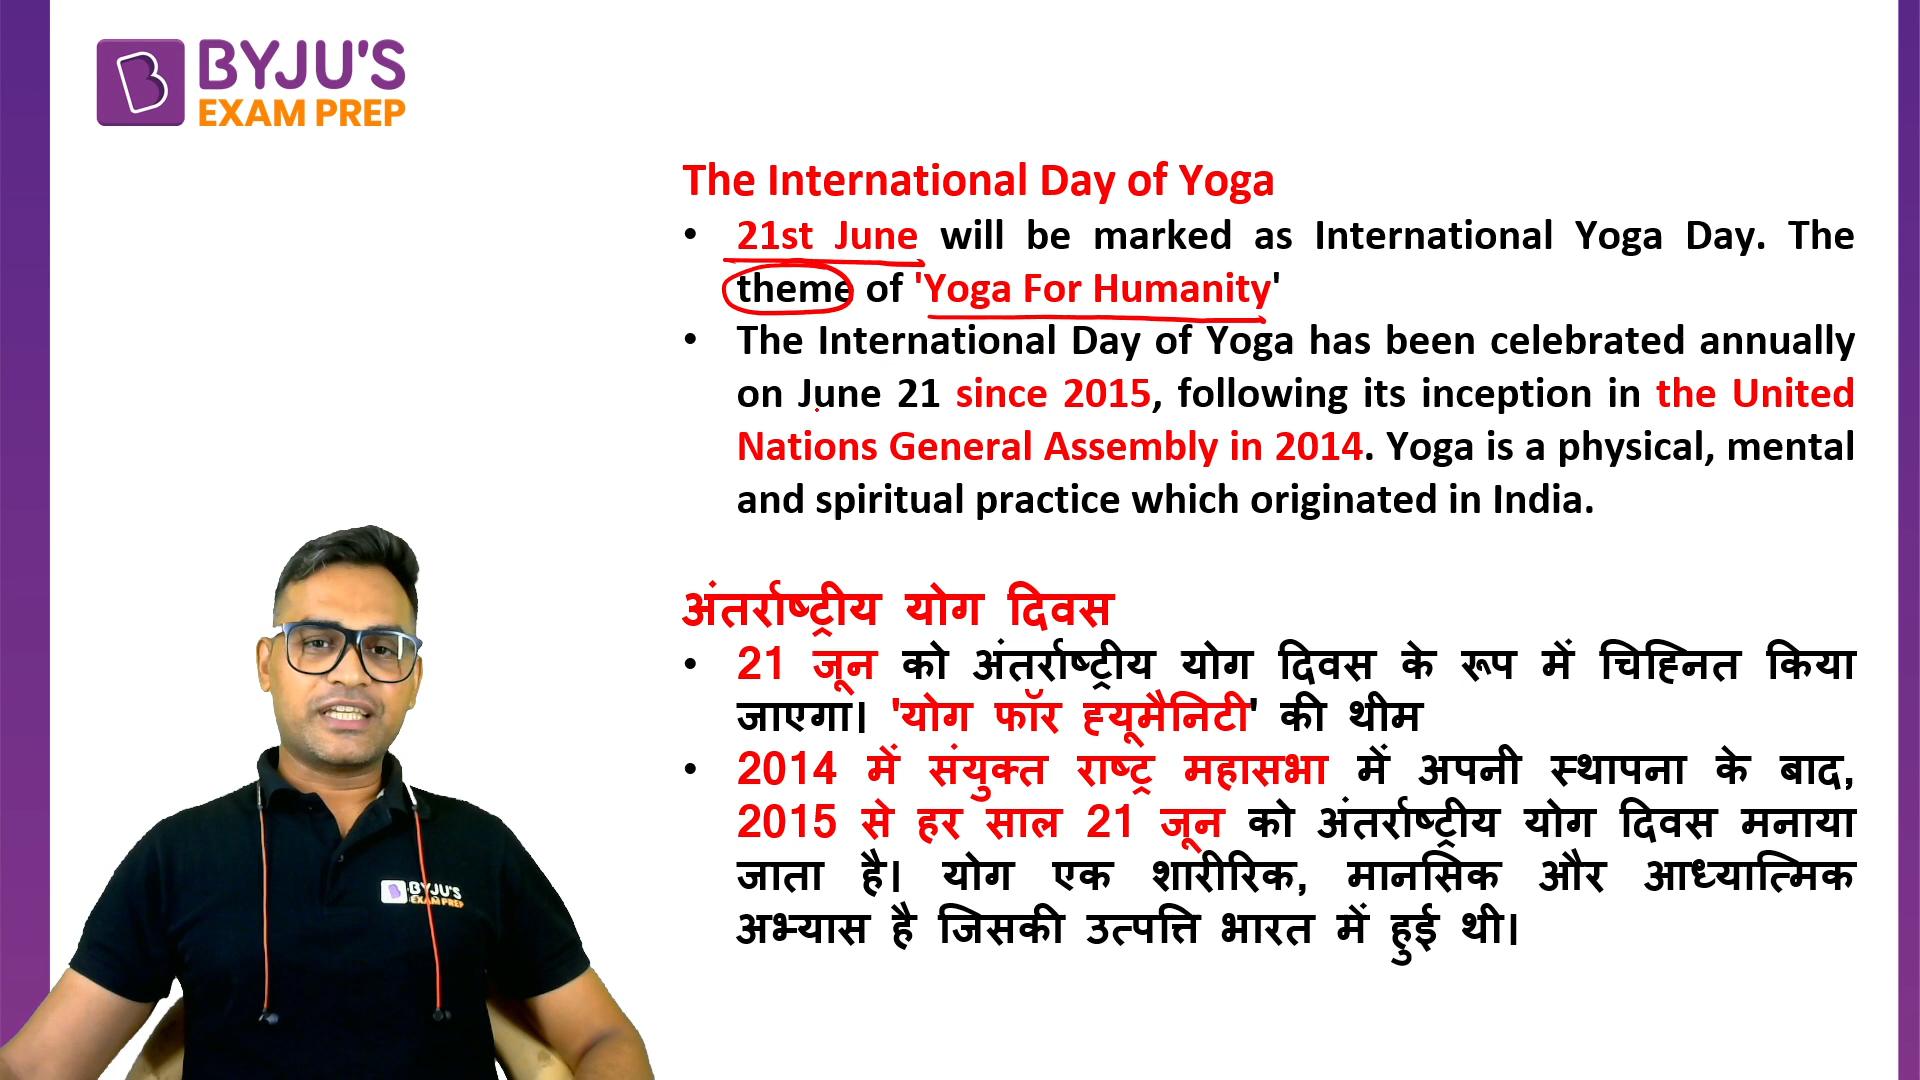 BYJU'S
EXAM PREP
The International Day of Yoga
• 21st June will be marked as International Yoga Day. The
theme of 'Yoga For Humanity'
• The International Day of Yoga has been celebrated annually
on June 21 since 2015, following its inception in the United
Nations General Assembly in 2014. Yoga is a physical, mental
and spiritual practice which originated in India.
अंतर्राष्ट्रीय योग दिवस
• 21 जून को अंतर्राष्ट्रीय योग दिवस के रूप में चिह्नित किया
जाएगा। 'योग फॉर ह्यूमैनिटी' की थीम
• 2014 में संयुक्त राष्ट्र महासभा में अपनी स्थापना के बाद,
2015 से हर साल 21 जून को अंतर्राष्ट्रीय योग दिवस मनाया
जाता है। योग एक शारीरिक, मानसिक और आध्यात्मिक
अभ्यास है जिसकी उत्पत्ति भारत में हुई थी।
BYJU'S
EXAM PREP